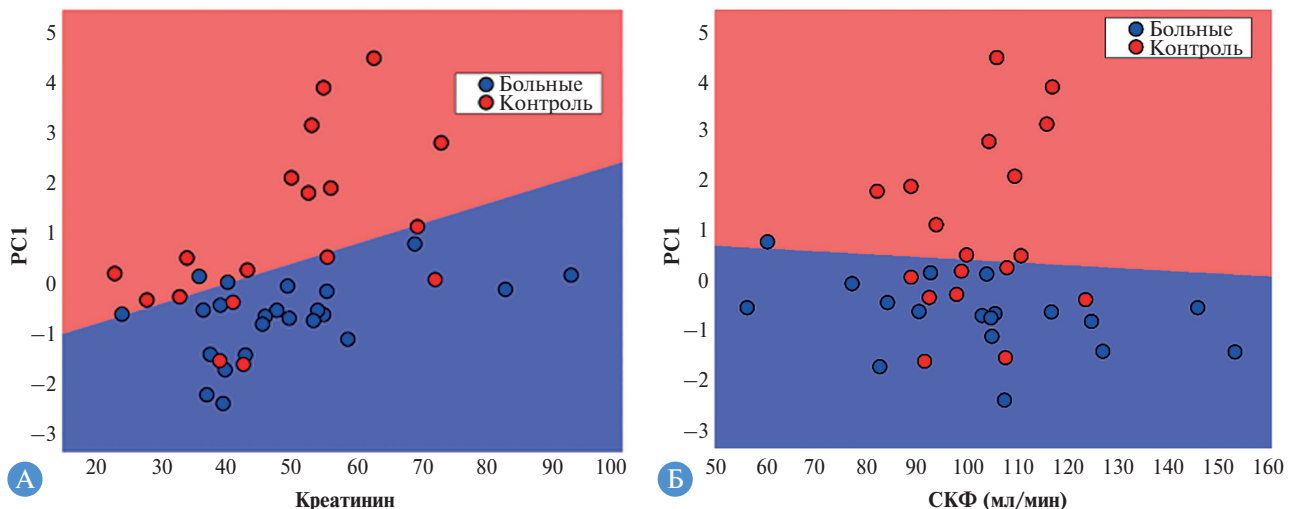 PC1
5
4
3
2
1
0
−1
−2
−3
Больные
Контроль
20 30 40 50 60 70 80 90 100
Креатинин
А
PC1
5
4
3
2
1
0
−1
−2
−3
Больные
Контроль
50 60 70 80 90 100 110 120 130 140 150 160
СКФ (мл/мин)
Б